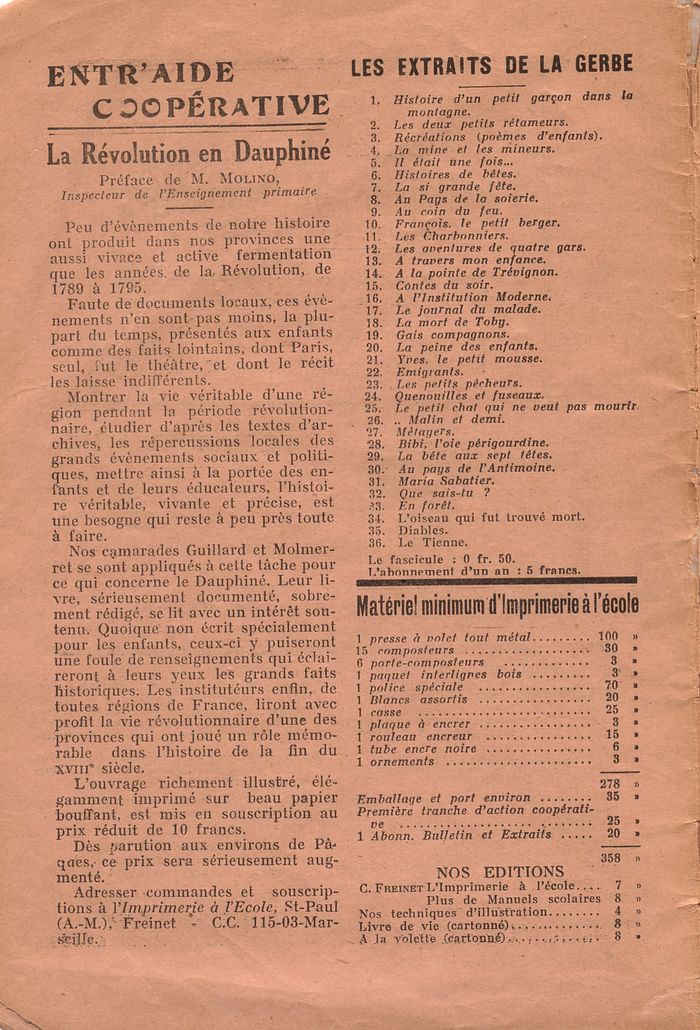 ENTR'AIDE
COOPÉRATIVE
La Révolution en Dauphiné
Préface de M. MOLINO,
Inspecteur de l'Enseignement primaire
Peu d'évènements de notre histoire
ont produit dans nos provinces une
aussi vivace et active fermentation
que les années de la Révolution, de
1789 à 1795.
Faute de documents locaux, ces évè-
nements n'en sont pas moins, la plu-
part du temps, présentés aux enfants
comme des faits lointains, dont Paris,
seul, fut le théâtre, et dont le récit
les laisse indifférents.
Montrer la vie véritable d'une ré-
gion pendant la période révolution-
naire, étudier d'après les textes d'ar-
chives, les répercussions locales des
grands évènements sociaux et politi-
ques, mettre ainsi à la portée des en-
fants et de leurs éducateurs, l'histoi-
re véritable, vivante et précise, est
une besogne qui reste à peu près toute
à faire.
Nos camarades Guillard et Molmer-
ret se sont appliqués à cette tâche pour
ce qui concerne le Dauphiné. Leur li-
vre, sérieusement documenté, sobre-
ment rédigé, se lit avec un intérêt sou-
tenu. Quoique non écrit spécialement
pour les enfants, ceux-ci y puiseront
une foule de renseignements qui éclai-
reront à leurs yeux les grands faits
historiques. Les instituteurs enfin, de
toutes régions de France, liront avec
profit la vie révolutionnaire d'une des
provinces qui ont joué un rôle mémo-
rable dans l'histoire de la fin du
XVIIIe siècle.
L'ouvrage richement illustré, élé-
gamment imprimé sur beau papier
bouffant, est mis en souscription au
prix réduit de 10 francs.
Dès parution aux environs de Pâ-
ques, ce prix sera sérieusement aug-
menté.
Adresser commandes et souscrip-
tions à l'Imprimerie à l'Ecole, St-Paul
(A.-M.), Freinet - C.C. 115-03-Mar-
seille.
LES EXTRAITS DE LA GERBE
1. Histoire d'un petit garçon dans la
montagne.
2. Les deux petits rétameurs.
3. Récréations (poèmes d'enfants).
4. La mine et les mineurs.
5. Il était une fois...
6. Histoires de bêtes.
7. La si grande fête.
8. Au Pays de la soierie.
9. Au coin du feu.
10. François, le petit berger.
11. Les Charbonniers.
12. Les aventures de quatre gars.
13. A travers mon enfance.
14. A la pointe de Trévignon.
15. Contes du soir.
16. A l'Institution Moderne.
17. Le journal du malade.
18. La mort de Toby.
19. Gais compagnons.
20. La peine des enfants.
21. Yves, le petit mousse.
22. Emigrants.
23. Les petits pêcheurs.
24. Quenouilles et fuseaux.
25. Le petit chat qui ne veut pas mourir
26. .. Malin et demi.
27. Métayers.
28. Bibi, l'oie périgourdine.
29. La bête aux sept têtes.
30. Au pays de l'Antimoine.
31. Maria Sabatier.
32. Que sais-tu ?
33. En forêt.
34. L'oiseau qui fut trouvé mort.
35. Diables.
36. Le Tienne.
Le fascicule : 0 fr. 50.
L'abonnement d'un an : 5 francs.
Matériel minimum d'Imprimerie à l'école
1 presse à volet tout métal......... 100 »
15 composteurs .................... 30 »
6 porte-composteurs ............. 3 »
1 paquet interlignes bois ......... 3 »
1 police spéciale .................. 70 »
1 Blancs assortis .................. 20 »
1 casse ............................ 25 »
1 plaque à encrer ................. 3 »
1 rouleau encreur ................ 15 »
1 tube encre noire ............... 6 »
1 ornements ...................... 3 »
278 »
Emballage et port environ ........ 35 »
Première tranche d'action coopérati-
ve ................................ 25 »
1 Abonn. Bulletin et Extraits ..... 20 »
358 »
NOS EDITIONS
C. FREINET L'Imprimerie à l'école.... 7 »
Plus de Manuels scolaires 8 »
Nos techniques d'illustration........ 4 »
Livre de vie (cartonné)............. 8 »
A la volette (cartonné)............. 8 »